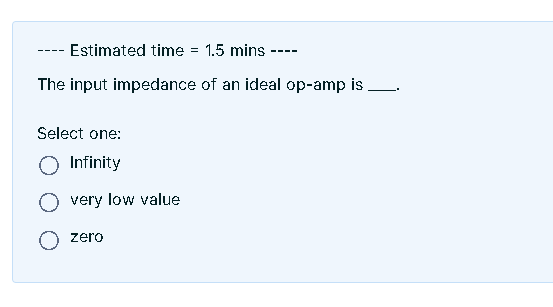 ---- Estimated time = 1.5 mins ----
The input impedance of an ideal op-amp is ___.
Select one:
Infinity
very low value
zero